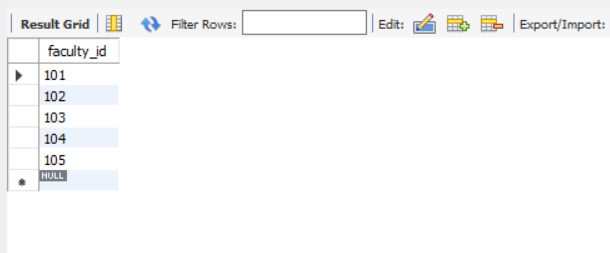 Result Grid Filter Rows: Edit: Export/Import:
faculty_id
101
102
103
104
105
NULL